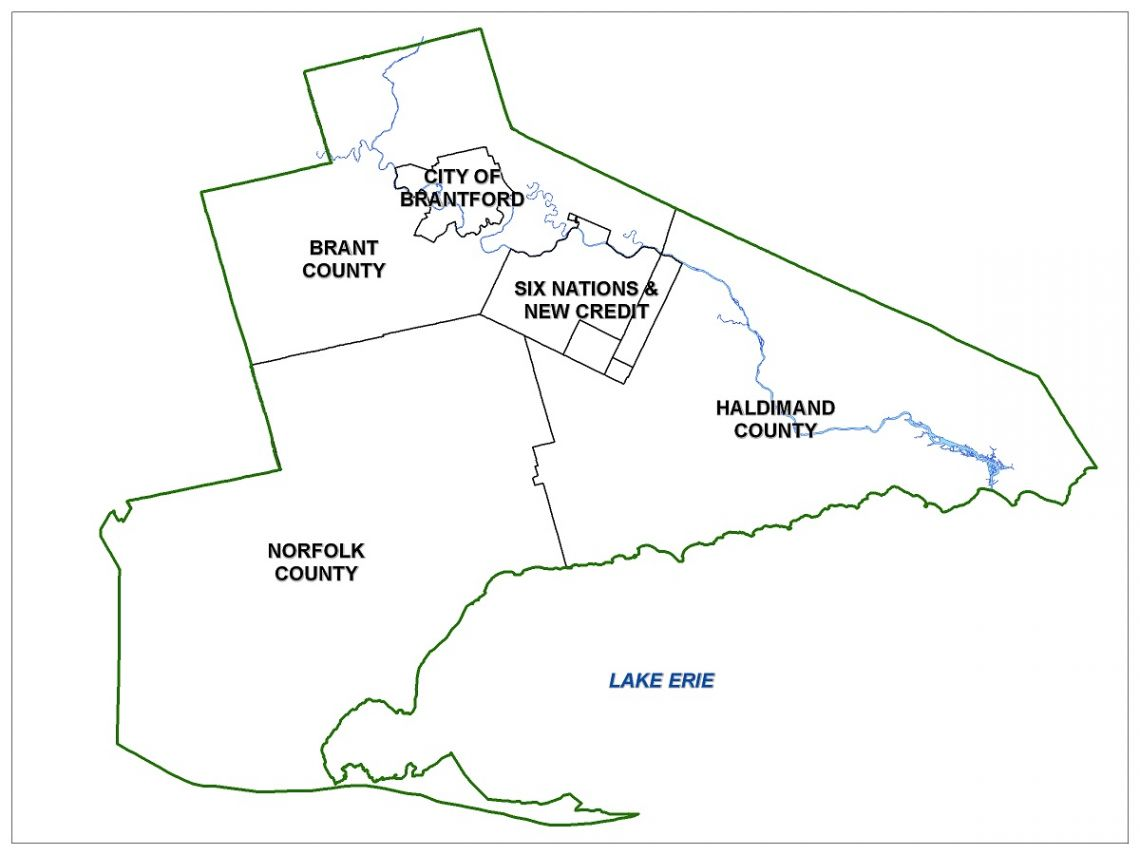 CITY OF
BRANTFORD
BRANT
COUNTY
SIX NATIONS &
NEW CREDIT
HALDIMAND
COUNTY
NORFOLK
COUNTY
LAKE ERIE